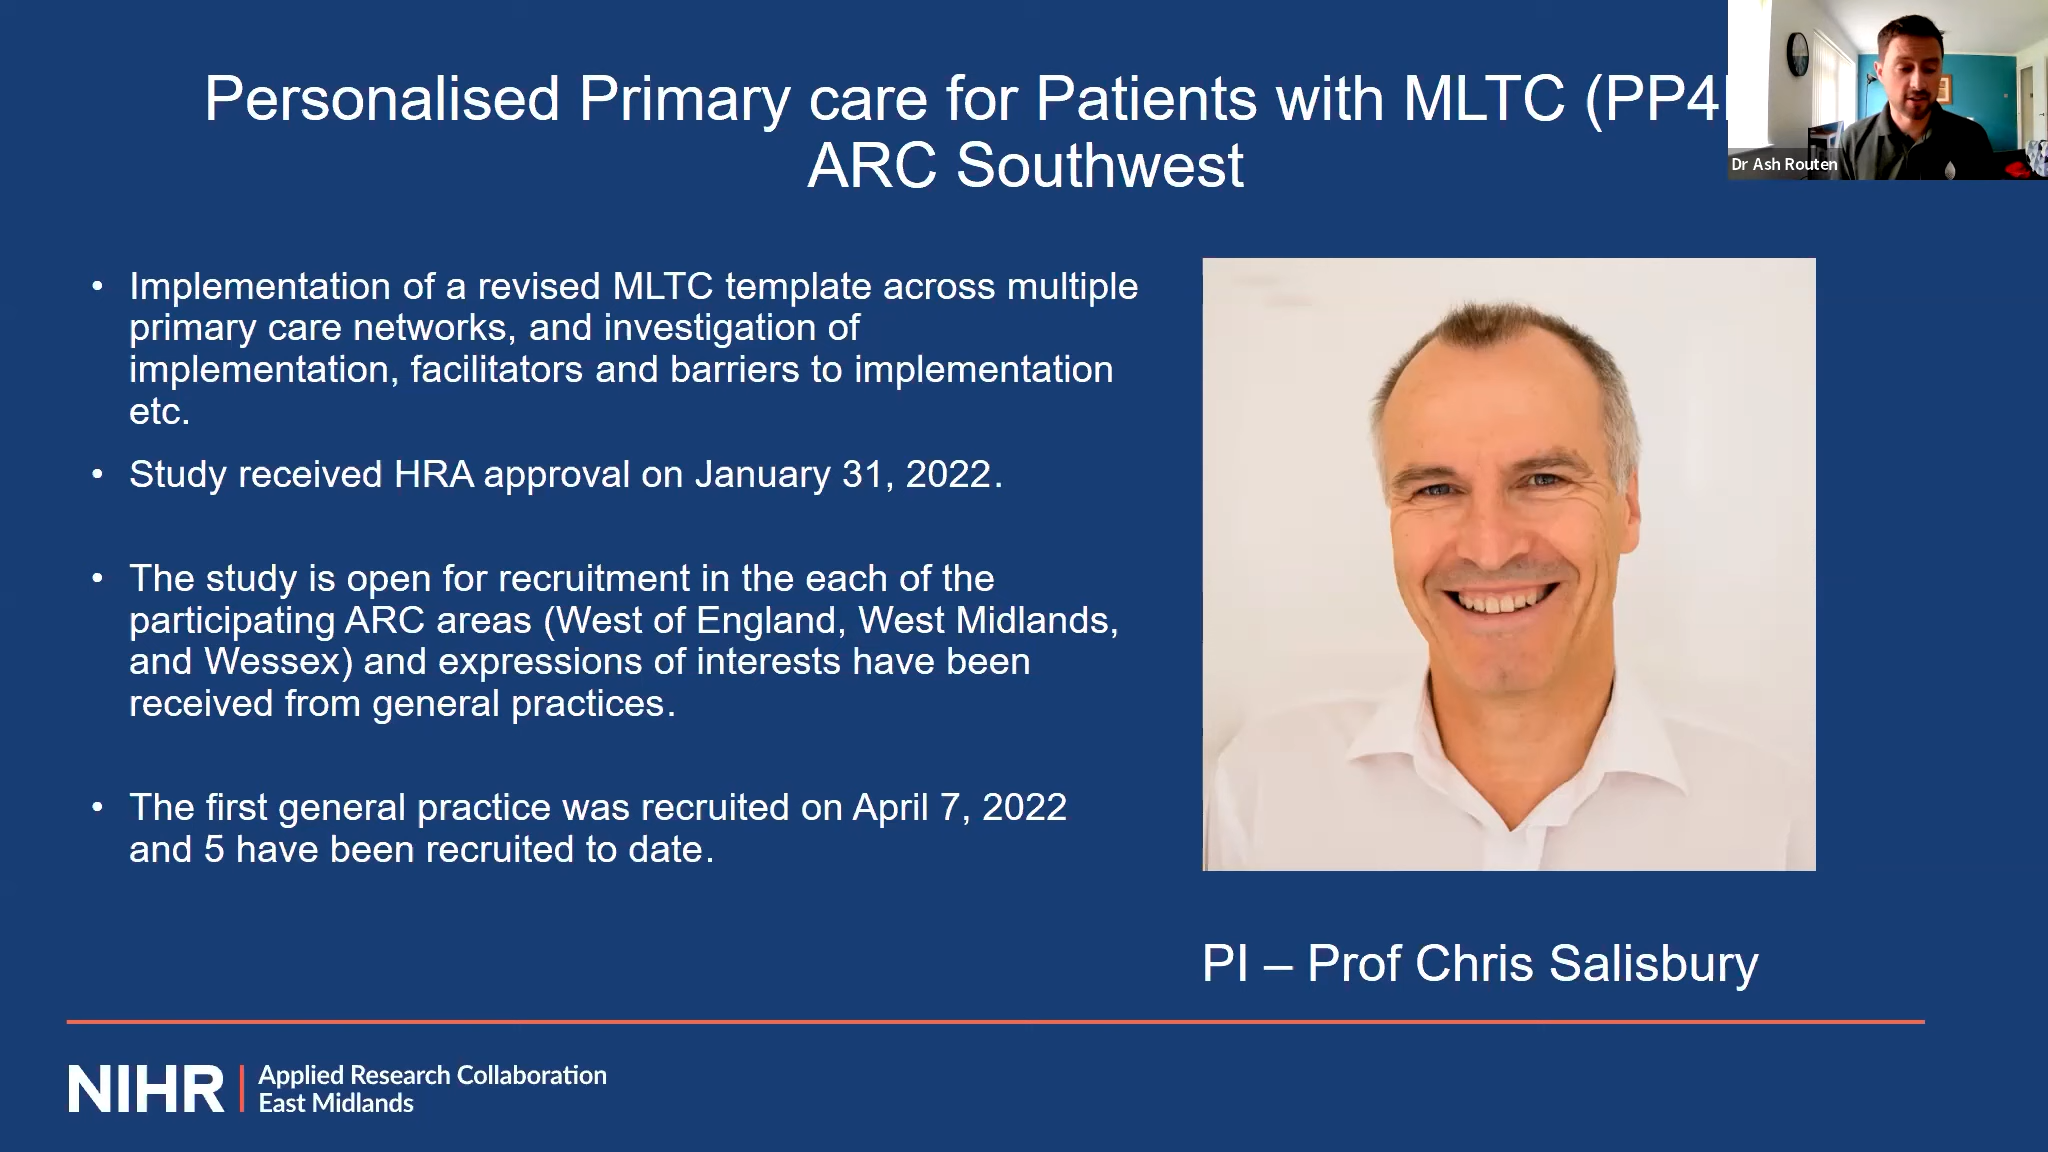 Personalised Primary care for Patients with MLTC (PP4
ARC Southwest
Dr Ash Routen
• Implementation of a revised MLTC template across multiple
primary care networks, and investigation of
implementation, facilitators and barriers to implementation
etc.
• Study received HRA approval on January 31, 2022.
• The study is open for recruitment in the each of the
participating ARC areas (West of England, West Midlands,
and Wessex) and expressions of interests have been
received from general practices.
• The first general practice was recruited on April 7, 2022
and 5 have been recruited to date.
PI – Prof Chris Salisbury
NIHR
Applied Research Collaboration
East Midlands